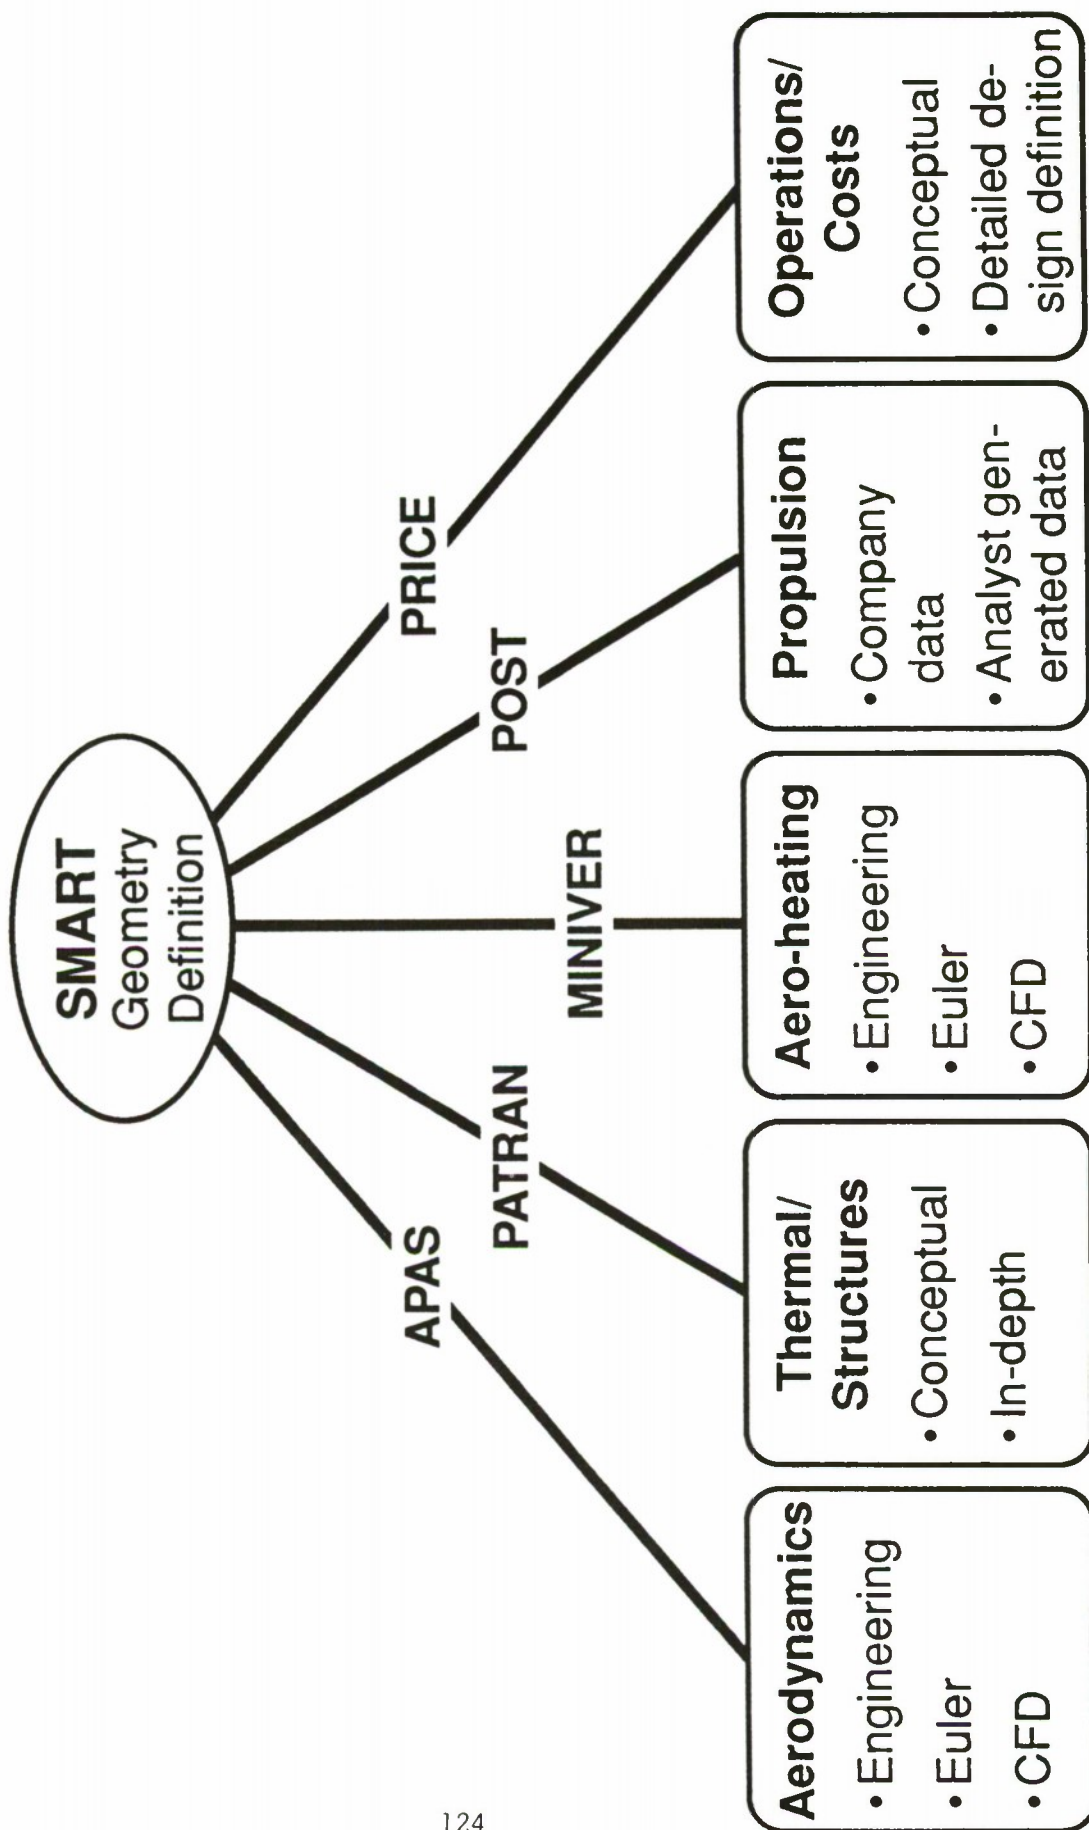 SMART
Geometry
Definition
APAS
PATRAN
MINIVER
POST
PRICE
Aerodynamics
• Engineering
• Euler
• CFD
Thermal/
Structures
• Conceptual
• In-depth
Aero-heating
• Engineering
• Euler
• CFD
Propulsion
• Company
data
• Analyst gen-
erated data
Operations/
Costs
• Conceptual
• Detailed de-
sign definition
124